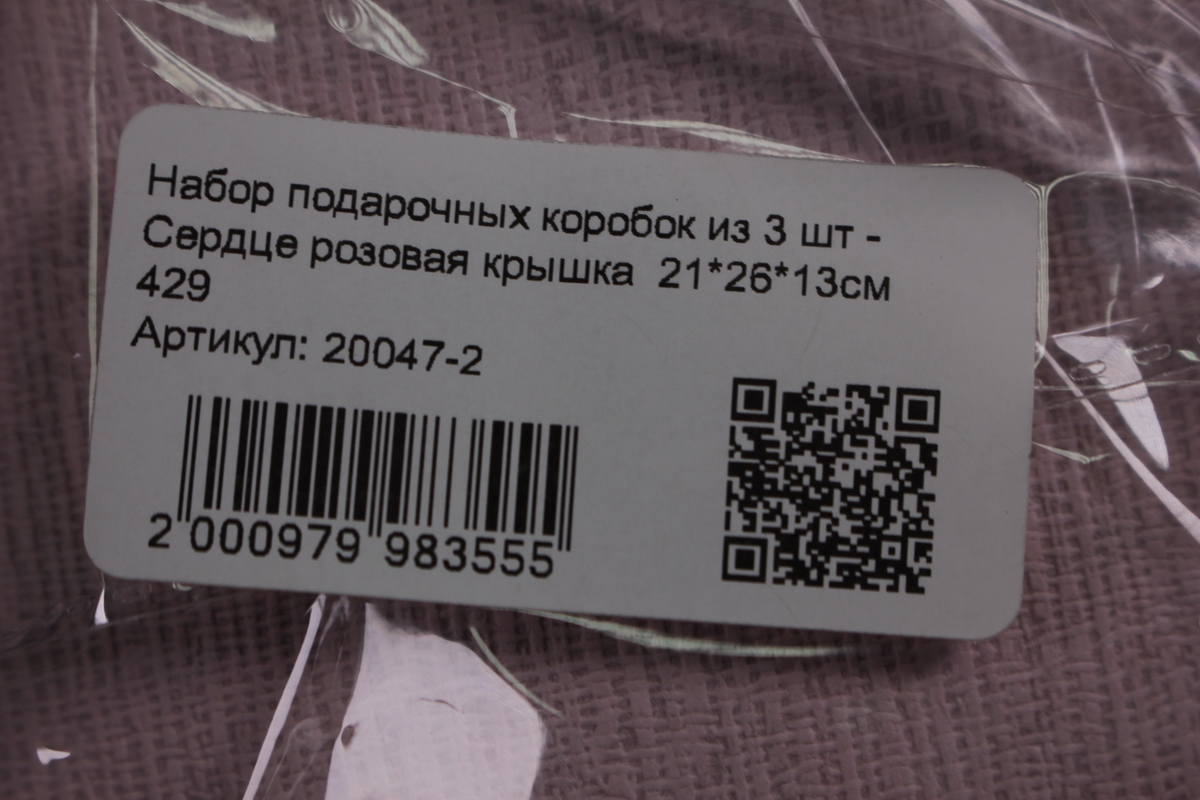 Набор подарочных коробок из 3 шт -
Сердце розовая крышка 21*26*13см
429
Артикул: 20047-2
2 000979 983555